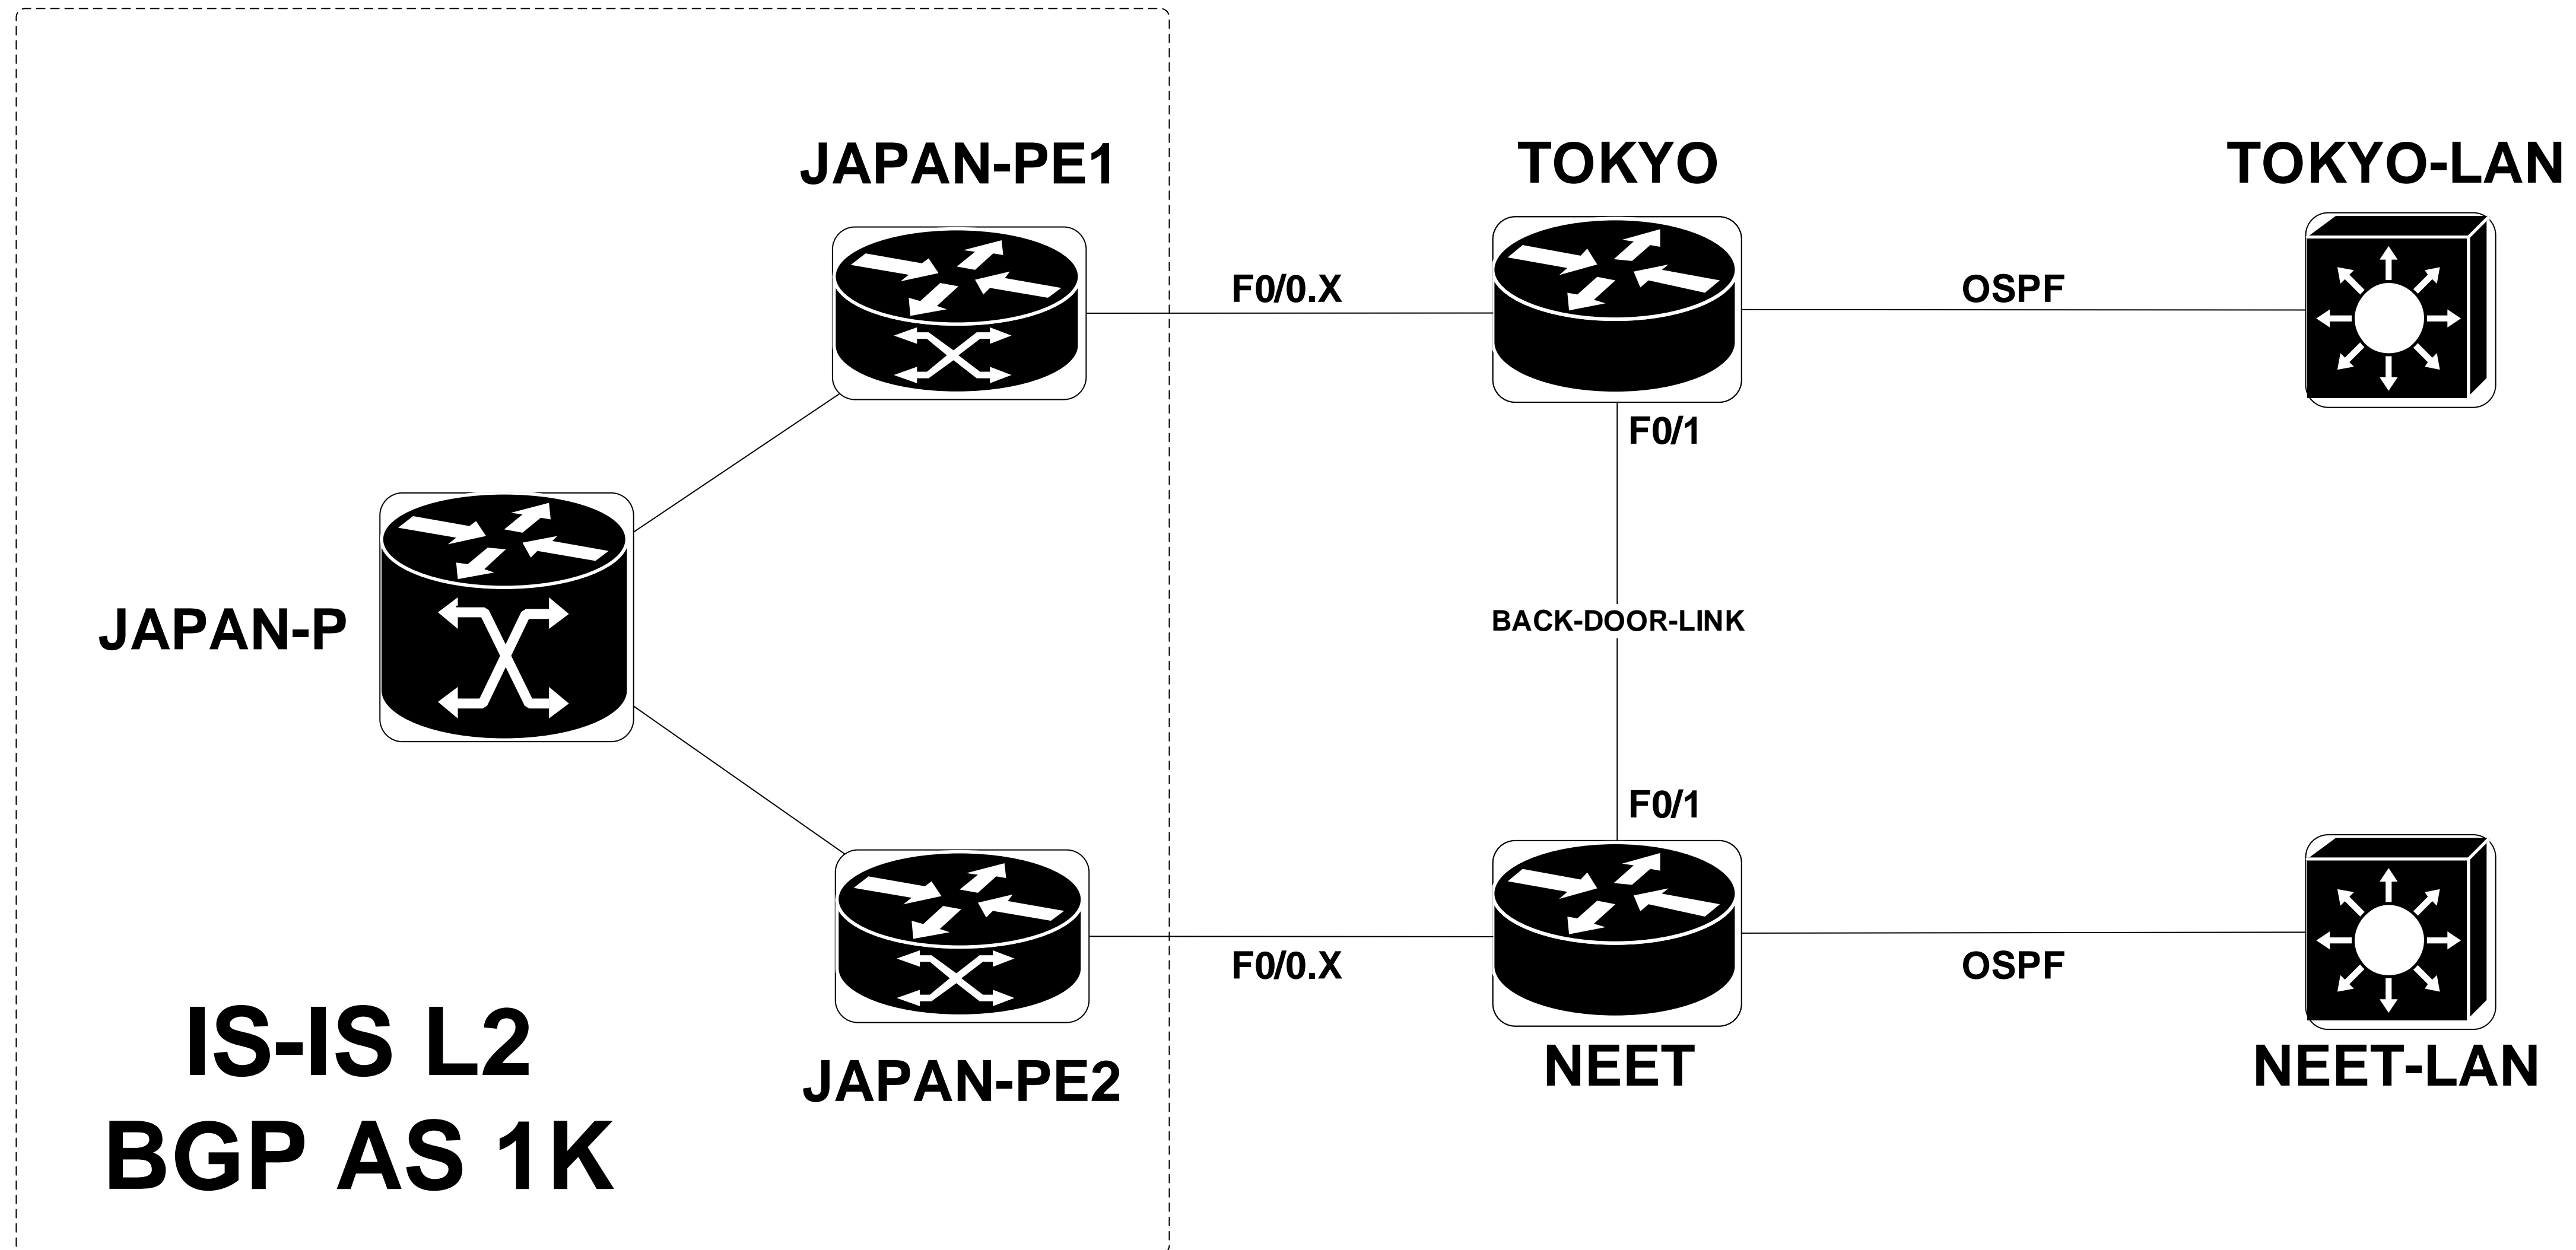 JAPAN-PE1
TOKYO
TOKYO-LAN
F0/0.X
OSPF
F0/1
JAPAN-P
BACK-DOOR-LINK
F0/1
F0/0.X
OSPF
JAPAN-PE2
NEET
NEET-LAN
IS-IS L2
BGP AS 1K